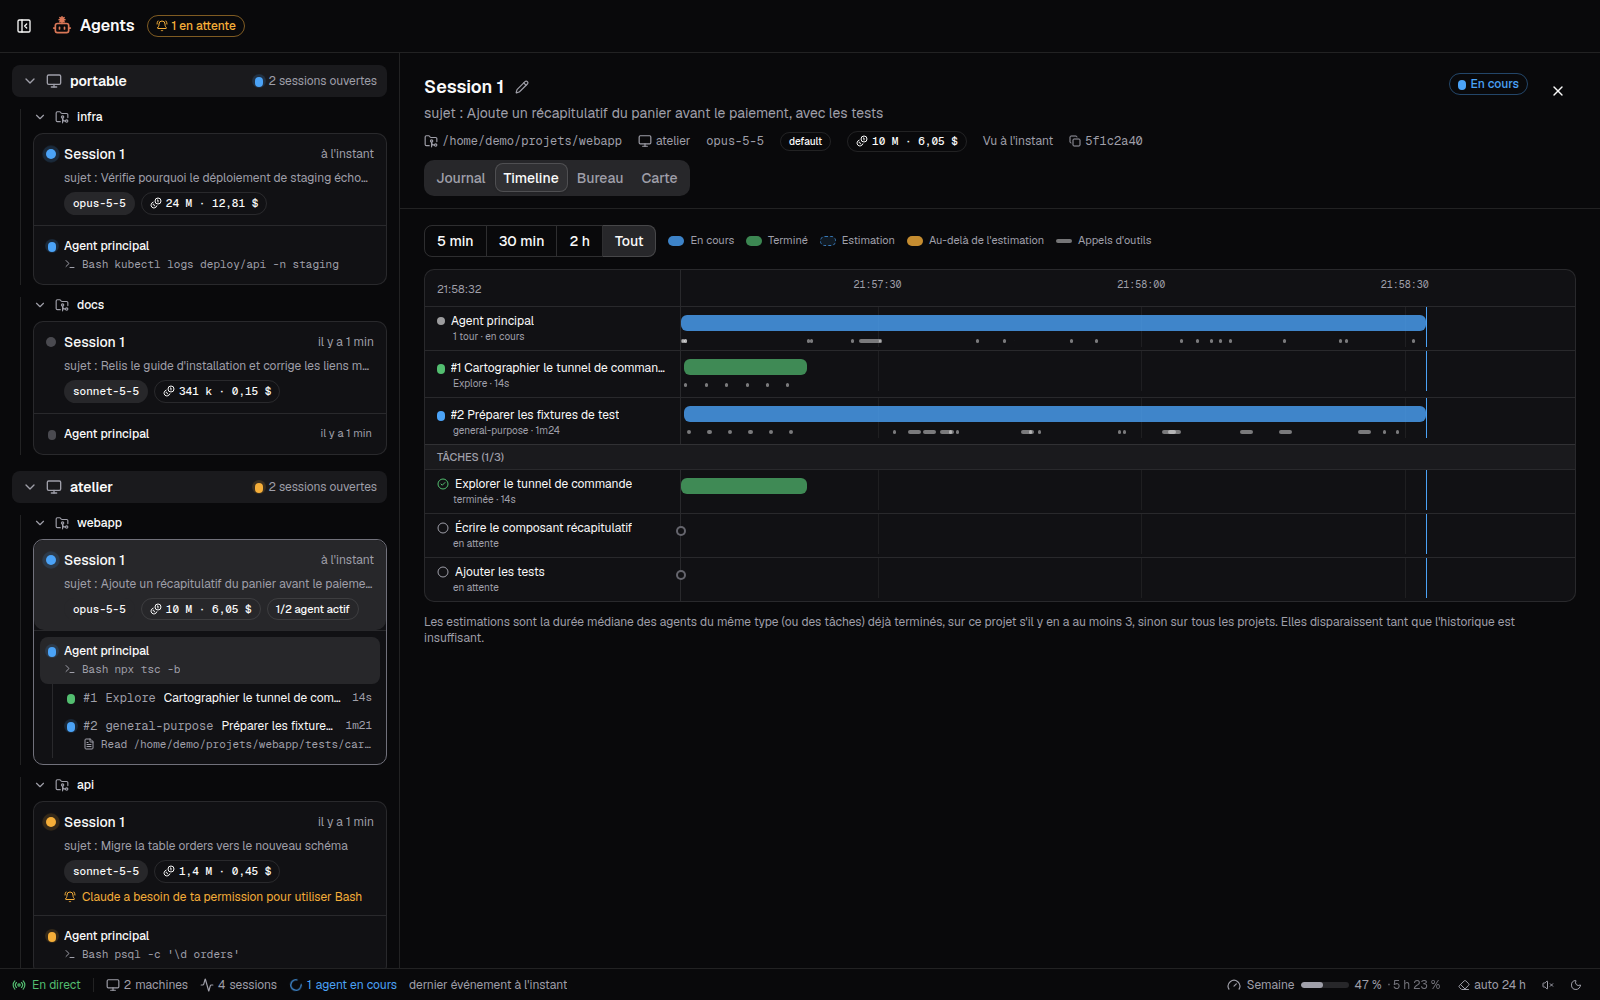 Agents
1 en attente
portable
2 sessions ouvertes
infra
Session 1
à l'instant
sujet : Vérifie pourquoi le déploiement de staging écho…
opus-5-5
24 M · 12,81 $
Agent principal
Bash kubectl logs deploy/api -n staging
docs
Session 1
il y a 1 min
sujet : Relis le guide d'installation et corrige les liens m…
sonnet-5-5
341 k · 0,15 $
Agent principal
il y a 1 min
atelier
2 sessions ouvertes
webapp
Session 1
à l'instant
sujet : Ajoute un récapitulatif du panier avant le paieme…
opus-5-5
10 M · 6,05 $
1/2 agent actif
Agent principal
Bash npx tsc -b
#1 Explore Cartographier le tunnel de com… 14s
#2 general-purpose Préparer les fixture… 1m21
Read /home/demo/projets/webapp/tests/car…
api
Session 1
il y a 1 min
sujet : Migre la table orders vers le nouveau schéma
sonnet-5-5
1,4 M · 0,45 $
Claude a besoin de ta permission pour utiliser Bash
Agent principal
Bash psql -c '\d orders'
Session 1
En cours
sujet : Ajoute un récapitulatif du panier avant le paiement, avec les tests
/home/demo/projets/webapp
atelier
opus-5-5
default
10 M · 6,05 $
Vu à l'instant
5f1c2a40
Journal
Timeline
Bureau
Carte
5 min
30 min
2 h
Tout
En cours
Terminé
Estimation
Au-delà de l'estimation
Appels d'outils
21:58:32
21:57:30
21:58:00
21:58:30
Agent principal
1 tour · en cours
#1 Cartographier le tunnel de comman…
Explore · 14s
#2 Préparer les fixtures de test
general-purpose · 1m24
TÂCHES (1/3)
Explorer le tunnel de commande
terminée · 14s
Écrire le composant récapitulatif
en attente
Ajouter les tests
en attente
Les estimations sont la durée médiane des agents du même type (ou des tâches) déjà terminés, sur ce projet s'il y en a au moins 3, sinon sur tous les projets. Elles disparaissent tant que l'historique est
insuffisant.
En direct
2 machines
4 sessions
1 agent en cours
dernier événement à l'instant
Semaine
47 %
· 5 h 23 %
auto 24 h